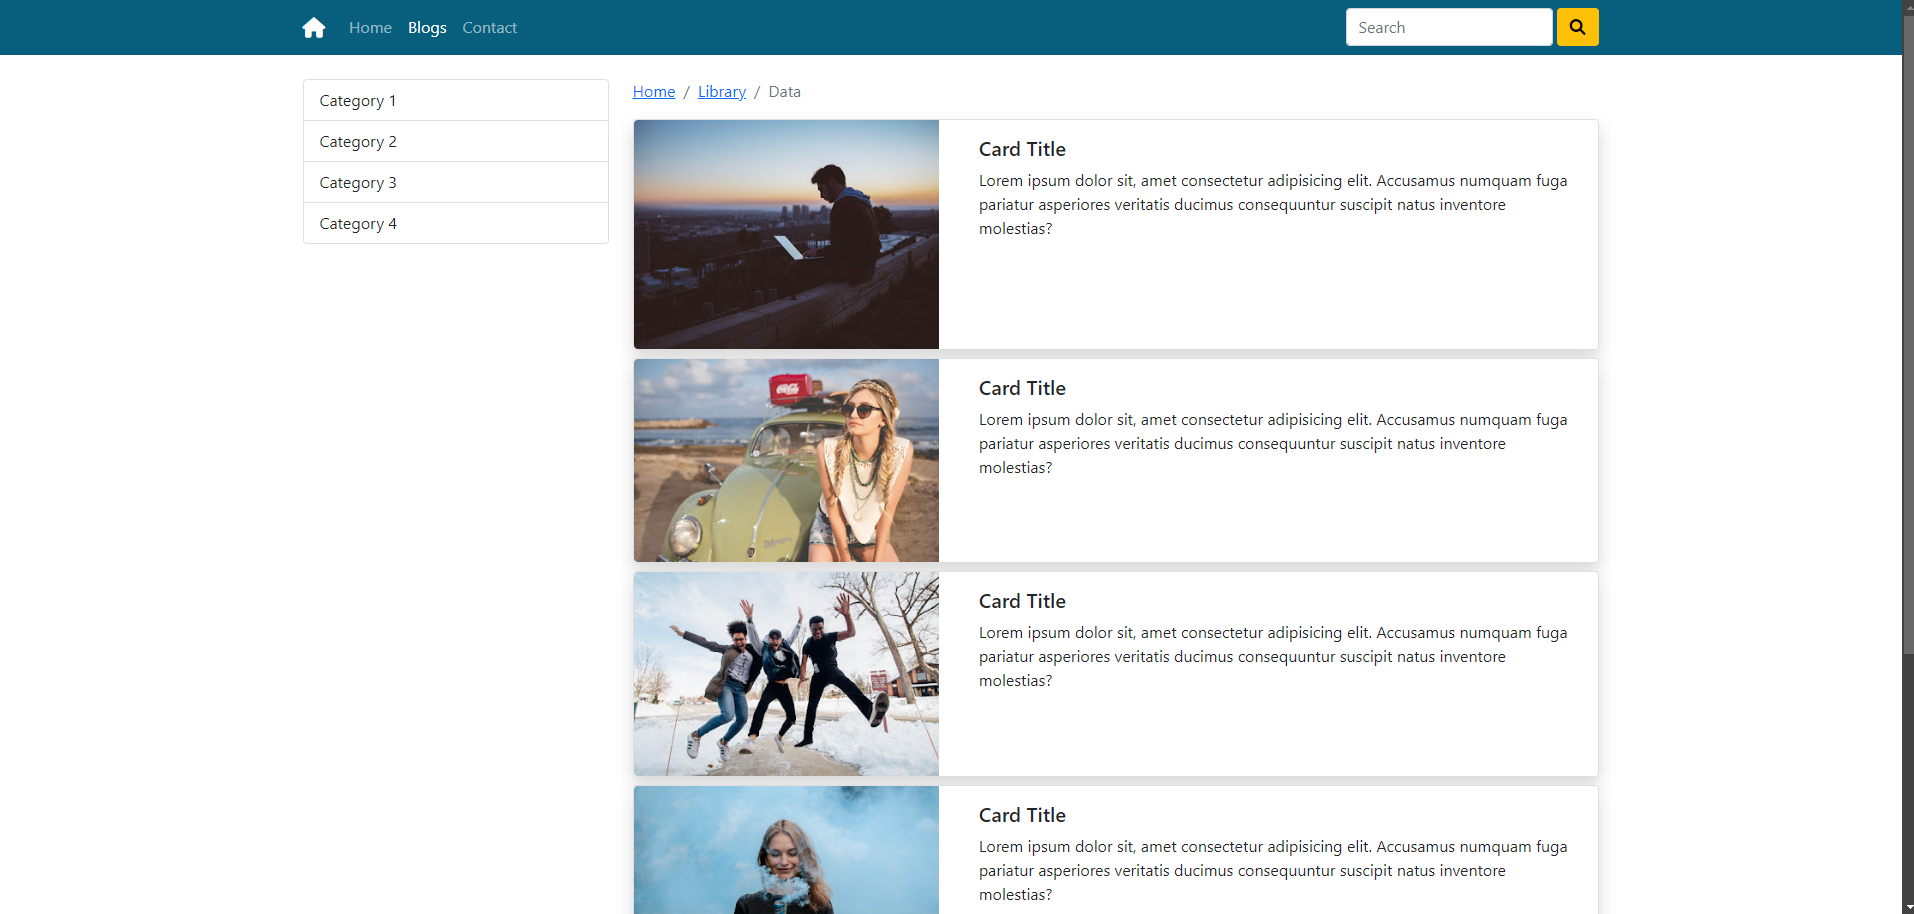 Home Blogs Contact Search
Category 1
Category 2
Category 3
Category 4
Home / Library / Data
Card Title
Lorem ipsum dolor sit, amet consectetur adipisicing elit. Accusamus numquam fuga
pariatur asperiores veritatis ducimus consequuntur suscipit natus inventore
molestias?
Coca-Cola
Card Title
Lorem ipsum dolor sit, amet consectetur adipisicing elit. Accusamus numquam fuga
pariatur asperiores veritatis ducimus consequuntur suscipit natus inventore
molestias?
Card Title
Lorem ipsum dolor sit, amet consectetur adipisicing elit. Accusamus numquam fuga
pariatur asperiores veritatis ducimus consequuntur suscipit natus inventore
molestias?
Card Title
Lorem ipsum dolor sit, amet consectetur adipisicing elit. Accusamus numquam fuga
pariatur asperiores veritatis ducimus consequuntur suscipit natus inventore
molestias?